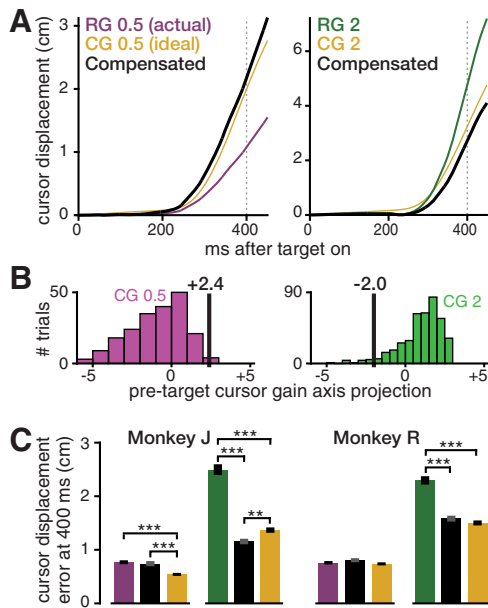 A
RG 0.5 (actual)
CG 0.5 (ideal)
Compensated
RG 2
CG 2
Compensated
cursor displacement (cm)
3
2
1
0
6
4
2
0
0 200 400
0 200 400
ms after target on
B
+2.4
-2.0
# trials
50
0
CG 0.5
90
0
CG 2
-5 0 +5
-5 0 +5
pre-target cursor gain axis projection
C
Monkey J
Monkey R
cursor displacement
error at 400 ms (cm)
3
2
1
0
***
***
***
***
**
***
***